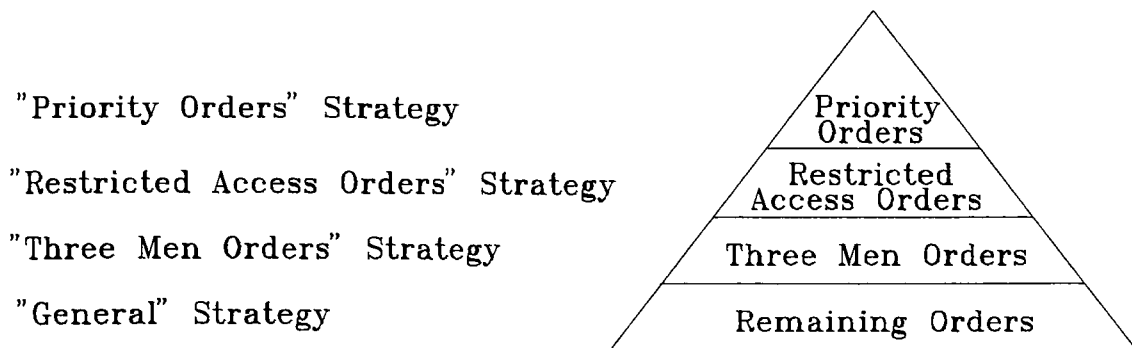 "Priority Orders" Strategy
"Restricted Access Orders" Strategy
"Three Men Orders" Strategy
"General" Strategy
Priority
Orders
Restricted
Access Orders
Three Men Orders
Remaining Orders